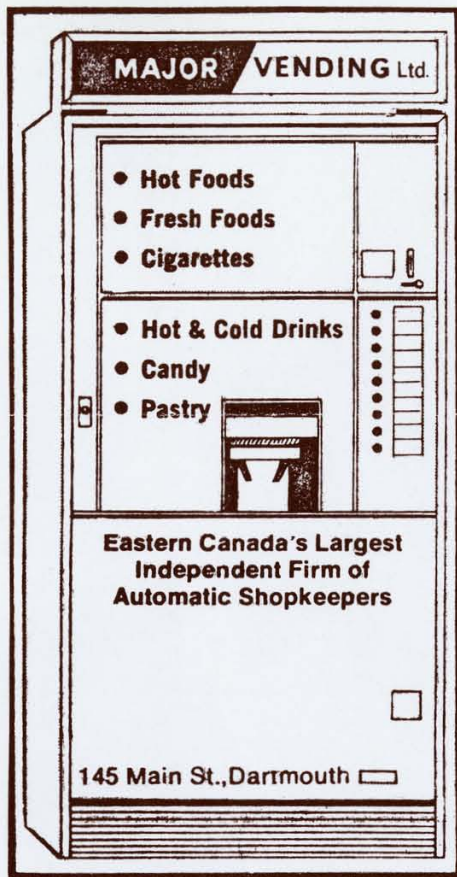 MAJOR VENDING Ltd.
• Hot Foods
• Fresh Foods
• Cigarettes
• Hot & Cold Drinks
• Candy
• Pastry
Eastern Canada's Largest
Independent Firm of
Automatic Shopkeepers
145 Main St., Dartmouth